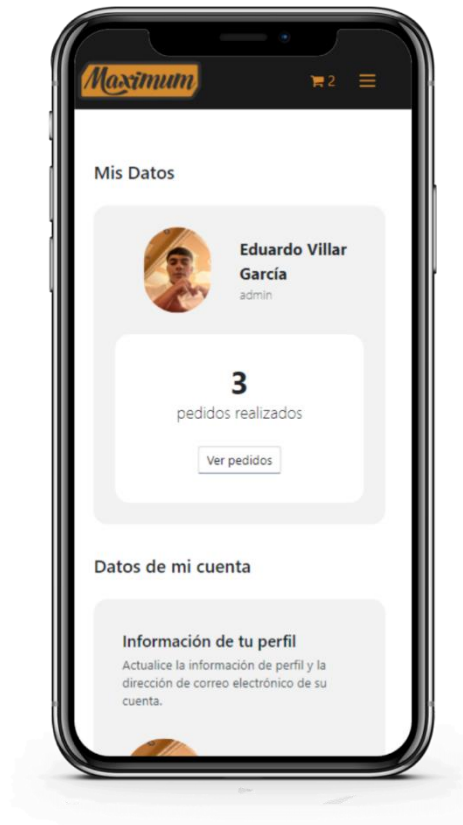 Maximum
2
Mis Datos
Eduardo Villar
García
admin
3
pedidos realizados
Ver pedidos
Datos de mi cuenta
Información de tu perfil
Actualice la información de perfil y la
dirección de correo electrónico de su
cuenta.